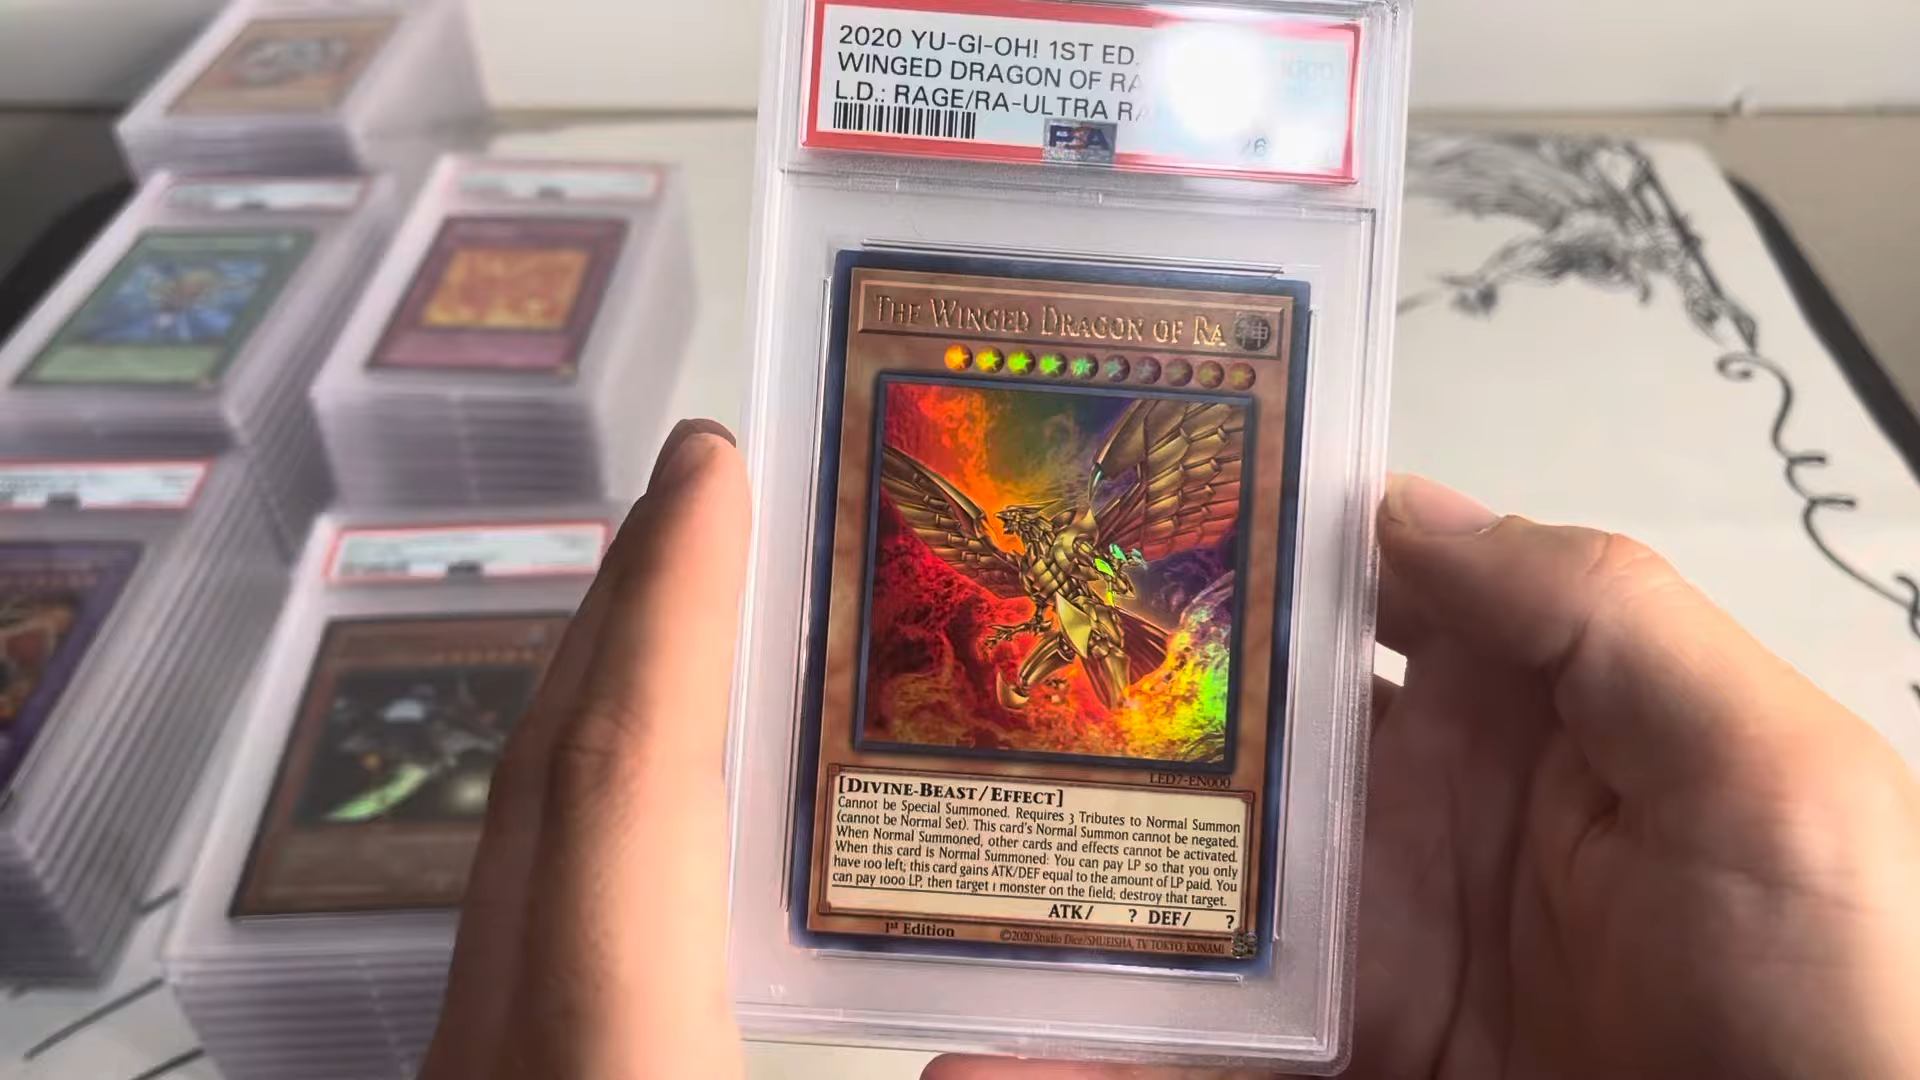 2020 YU-GI-OH! 1ST ED.
WINGED DRAGON OF RA
L.D.: RAGE/RA-ULTRA RA
PSA
THE WINGED DRAGON OF RA 神
LED7-EN000
[DIVINE-BEAST/EFFECT]
Cannot be Special Summoned. Requires 3 Tributes to Normal Summon
(cannot be Normal Set). This card's Normal Summon cannot be negated.
When Normal Summoned, other cards and effects cannot be activated.
When this card is Normal Summoned: You can pay LP so that you only
have 100 left; this card gains ATK/DEF equal to the amount of LP paid. You
can pay 1000 LP, then target 1 monster on the field; destroy that target.
ATK/ ? DEF/ ?
1st Edition
©2020 Studio Dice/SHUEISHA, TV TOKYO, KONAMI